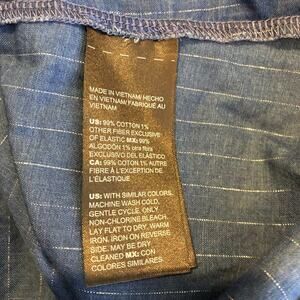 MADE IN VIETNAM/ HECHO
EN VIETNAM/ FABRIQUÉ AU
VIETNAM
US: 99% COTTON 1%
OTHER FIBER EXCLUSIVE
OF ELASTIC MX: 99%
ALGODÓN 1% otra fibra
EXCLUSIVO DEL ELÁSTICO
CA: 99% COTON 1% AUTRE
FIBRE À L'EXCEPTION DE
L'ÉLASTIQUE
US: WITH SIMILAR COLORS.
MACHINE WASH COLD,
GENTLE CYCLE. ONLY
NON-CHLORINE BLEACH.
LAY FLAT TO DRY, WARM
IRON. IRON ON REVERSE
SIDE. MAY BE DRY
CLEANED MX: CON
COLORES SIMILARES.